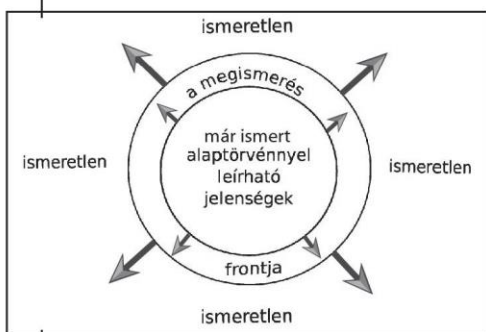 ismeretlen
a megismerés
már ismert
alaptörvénnyel
leírható
jelenségek
ismeretlen
ismeretlen
frontja
ismeretlen